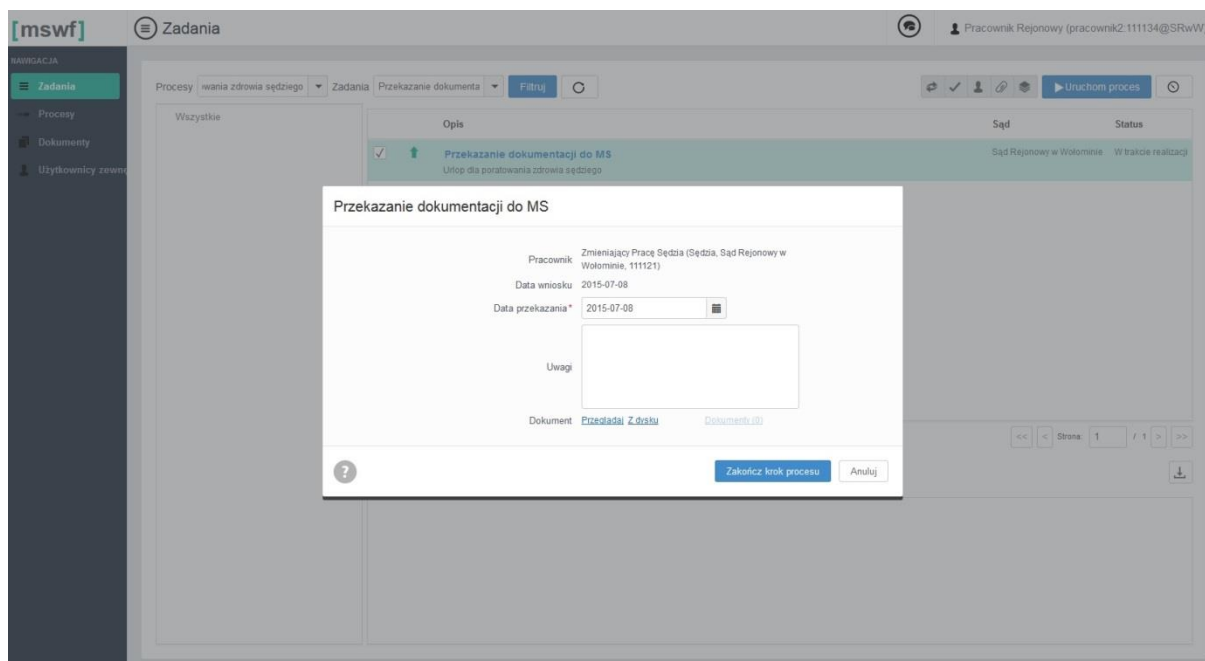 [mswf]
Zadania
Pracownik Rejonowy (pracownik2:111134@SRwW
NAWIGACJA
Zadania
Procesy
Dokumenty
Użytkownicy zewnę
Procesy wania zdrowia sędziego Zadania Przekazanie dokumenta Filtruj
Uruchom proces
Wszystkie
Opis Sąd Status
Przekazanie dokumentacji do MS
Sąd Rejonowy w Wołominie W trakcie realizacji
Urlop dla poratowania zdrowia sędziego
Przekazanie dokumentacji do MS
Pracownik
Zmieniający Pracę Sędzia (Sędzia, Sąd Rejonowy w
Wołominie, 111121)
Data wniosku 2015-07-08
Data przekazania* 2015-07-08
Uwagi
Dokument Przeglądaj Z dysku Dokumenty (0)
<< < Strona: 1 / 1 > >>
? Zakończ krok procesu Anuluj